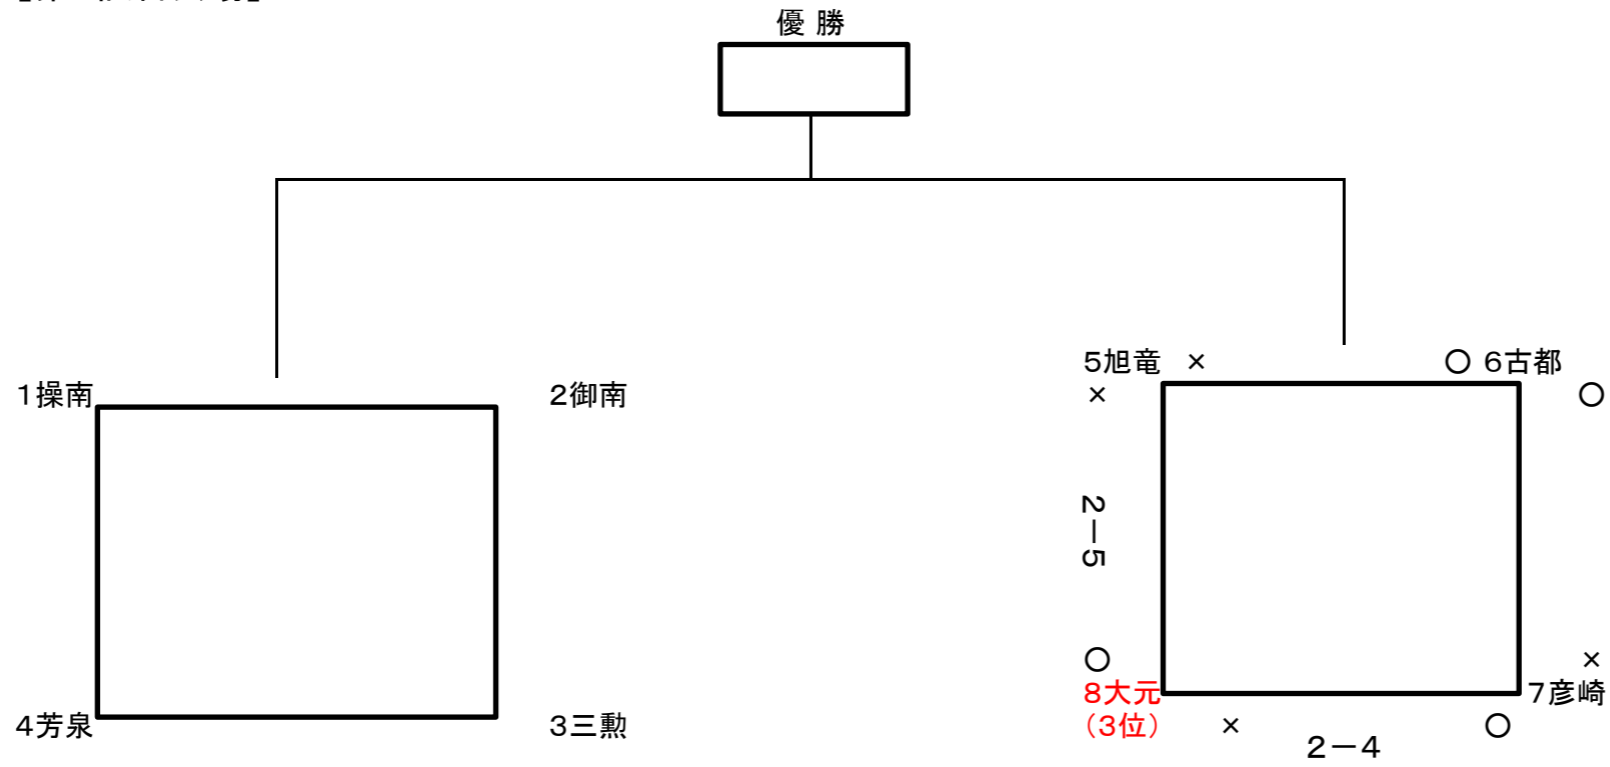 優 勝
5旭竜 × ○ 6古都
× ○
1操南 2御南
2－5
○ ×
8大元 7彦崎
(3位) × ○
4芳泉 3三勲
2－4